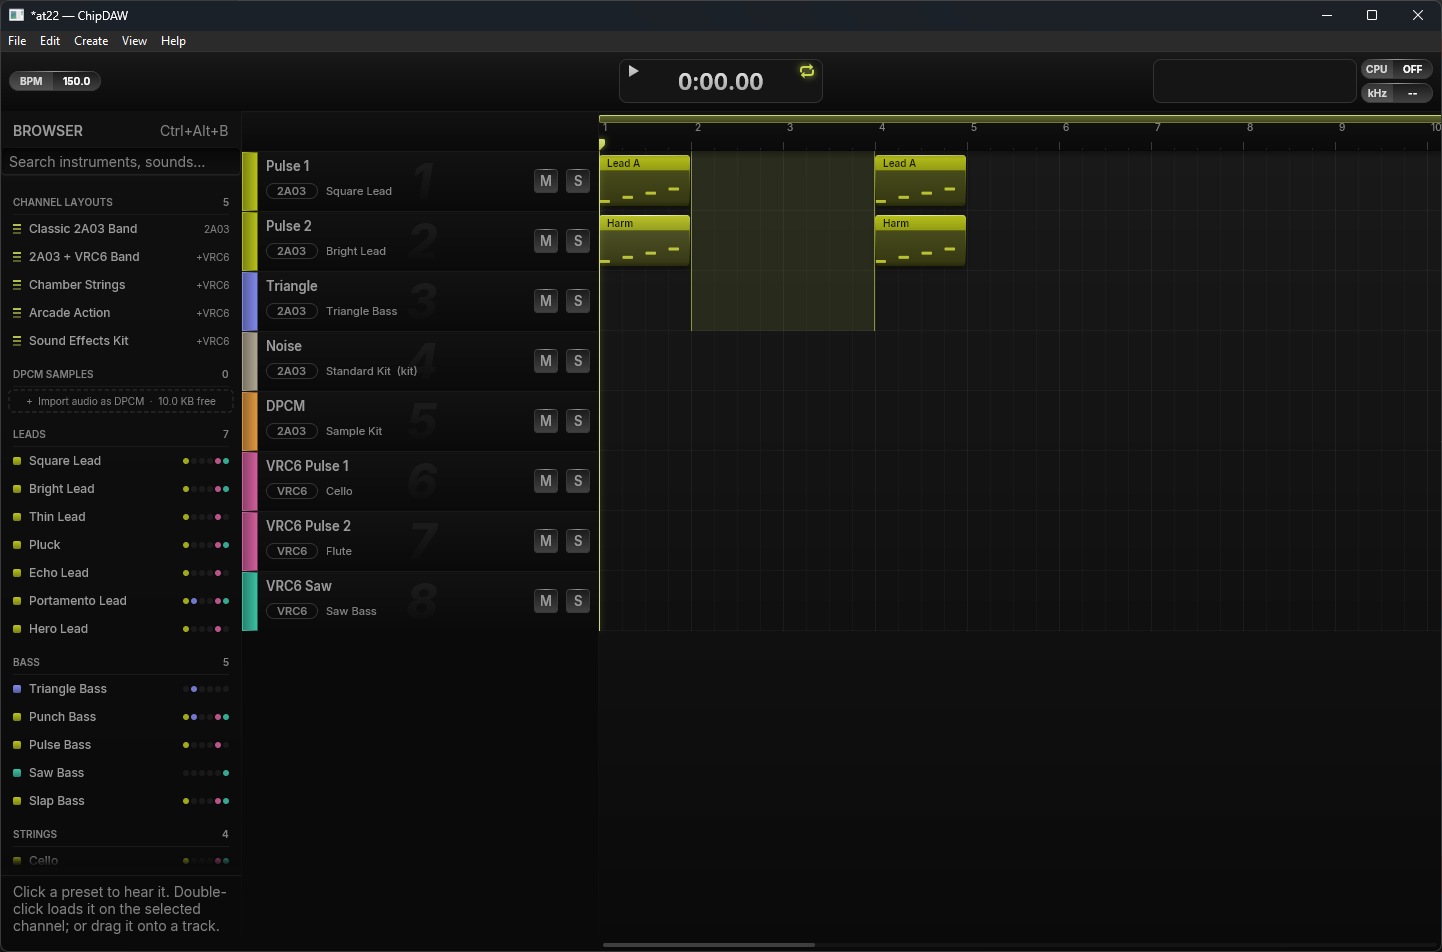 *at22 — ChipDAW
File Edit Create View Help
BPM 150.0
0:00.00
CPU OFF
kHz --
BROWSER Ctrl+Alt+B
Search instruments, sounds...
CHANNEL LAYOUTS 5
Classic 2A03 Band 2A03
2A03 + VRC6 Band +VRC6
Chamber Strings +VRC6
Arcade Action +VRC6
Sound Effects Kit +VRC6
DPCM SAMPLES 0
+ Import audio as DPCM · 10.0 KB free
LEADS 7
Square Lead
Bright Lead
Thin Lead
Pluck
Echo Lead
Portamento Lead
Hero Lead
BASS 5
Triangle Bass
Punch Bass
Pulse Bass
Saw Bass
Slap Bass
STRINGS 4
Cello
Click a preset to hear it. Double-
click loads it on the selected
channel; or drag it onto a track.
Pulse 1 1 M S
2A03 Square Lead
Pulse 2 2 M S
2A03 Bright Lead
Triangle 3 M S
2A03 Triangle Bass
Noise 4 M S
2A03 Standard Kit (kit)
DPCM 5 M S
2A03 Sample Kit
VRC6 Pulse 1 6 M S
VRC6 Cello
VRC6 Pulse 2 7 M S
VRC6 Flute
VRC6 Saw 8 M S
VRC6 Saw Bass
1 2 3 4 5 6 7 8 9 10
Lead A Lead A
Harm Harm